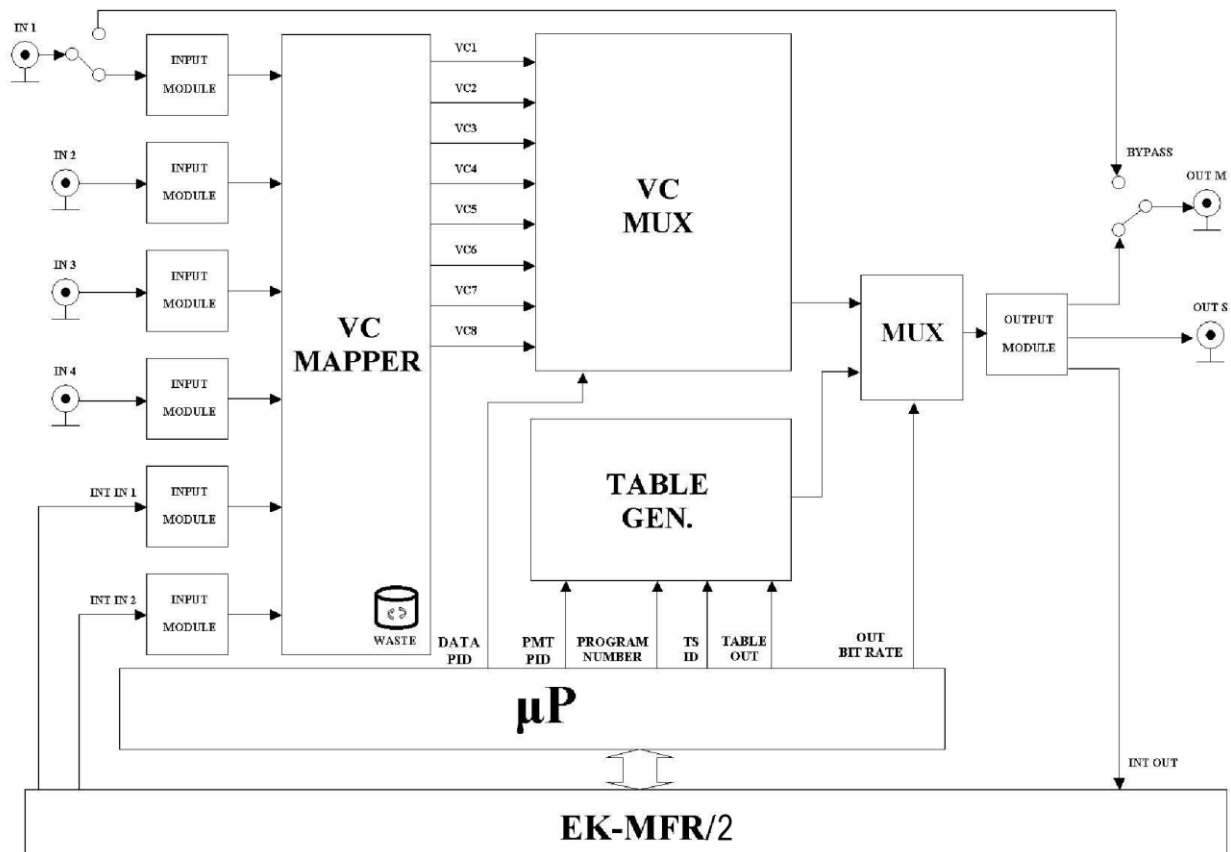 IN 1
INPUT
MODULE
VC1
VC2
VC3
VC4
VC5
VC6
VC7
VC8
VC
MUX
BYPASS
OUT M
IN 2
INPUT
MODULE
IN 3
INPUT
MODULE
VC
MAPPER
MUX
OUTPUT
MODULE
OUT S
IN 4
INPUT
MODULE
TABLE
GEN.
INT IN 1
INPUT
MODULE
INT IN 2
INPUT
MODULE
WASTE
DATA
PID
PMT
PID
PROGRAM
NUMBER
TS
ID
TABLE
OUT
OUT
BIT RATE
µP
INT OUT
EK-MFR/2